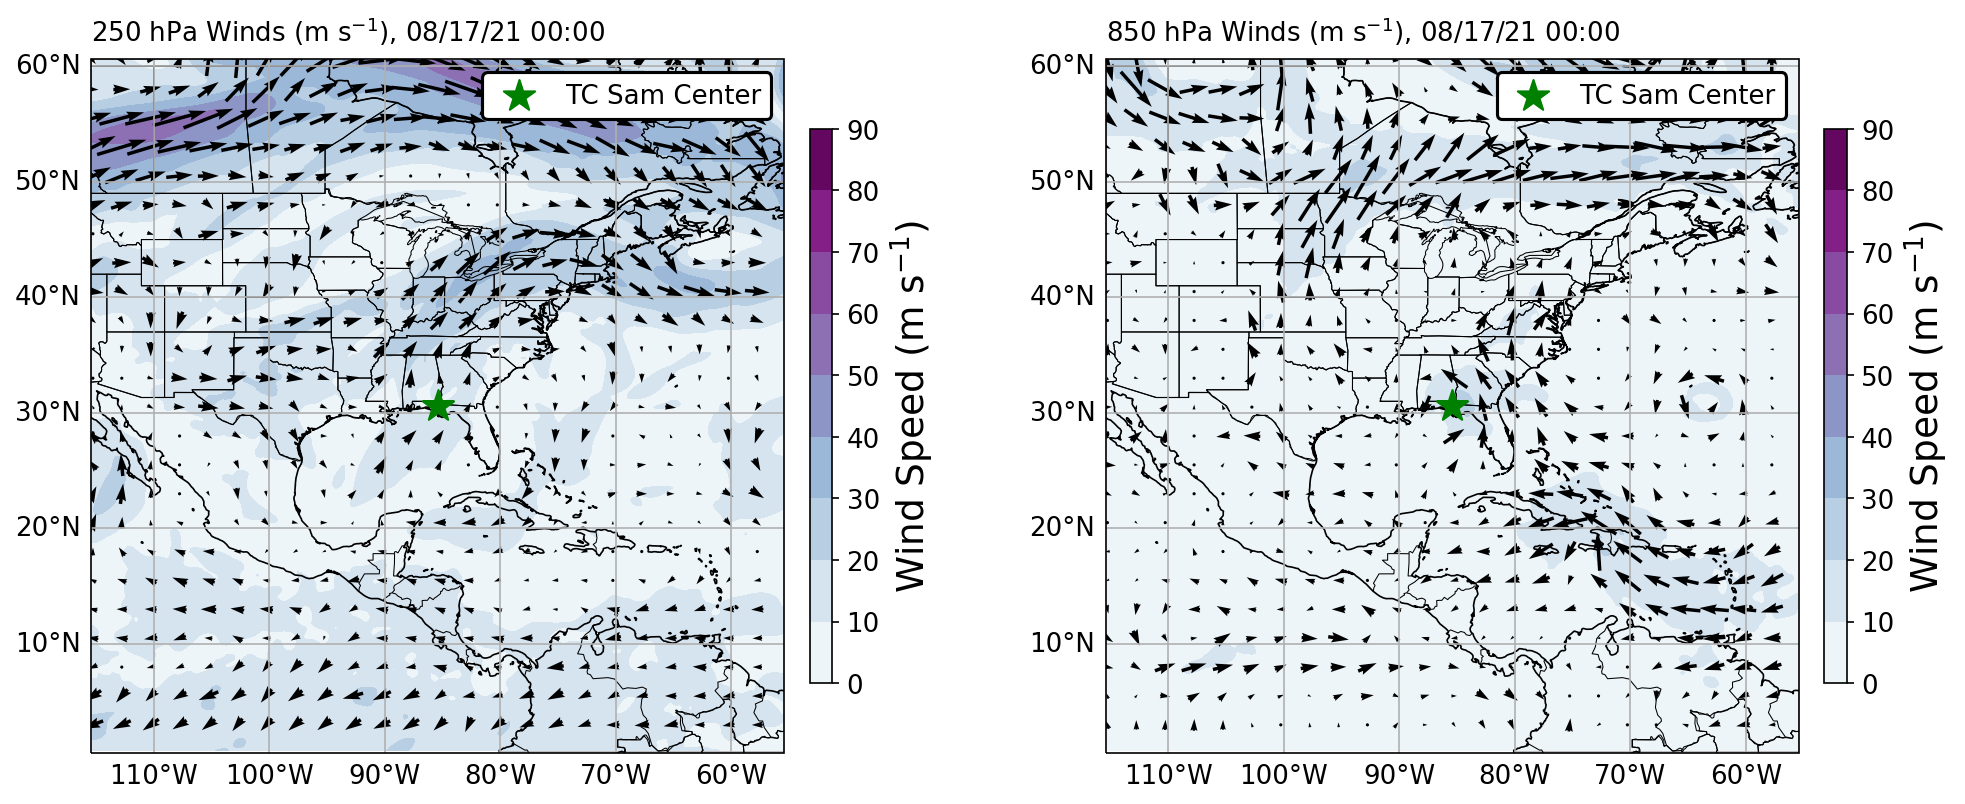 250 hPa Winds (m s⁻¹), 08/17/21 00:00
TC Sam Center
60°N
50°N
40°N
30°N
20°N
10°N
110°W 100°W 90°W 80°W 70°W 60°W
90
80
70
60
50
40
30
20
10
0
Wind Speed (m s⁻¹)
850 hPa Winds (m s⁻¹), 08/17/21 00:00
TC Sam Center
60°N
50°N
40°N
30°N
20°N
10°N
110°W 100°W 90°W 80°W 70°W 60°W
90
80
70
60
50
40
30
20
10
0
Wind Speed (m s⁻¹)